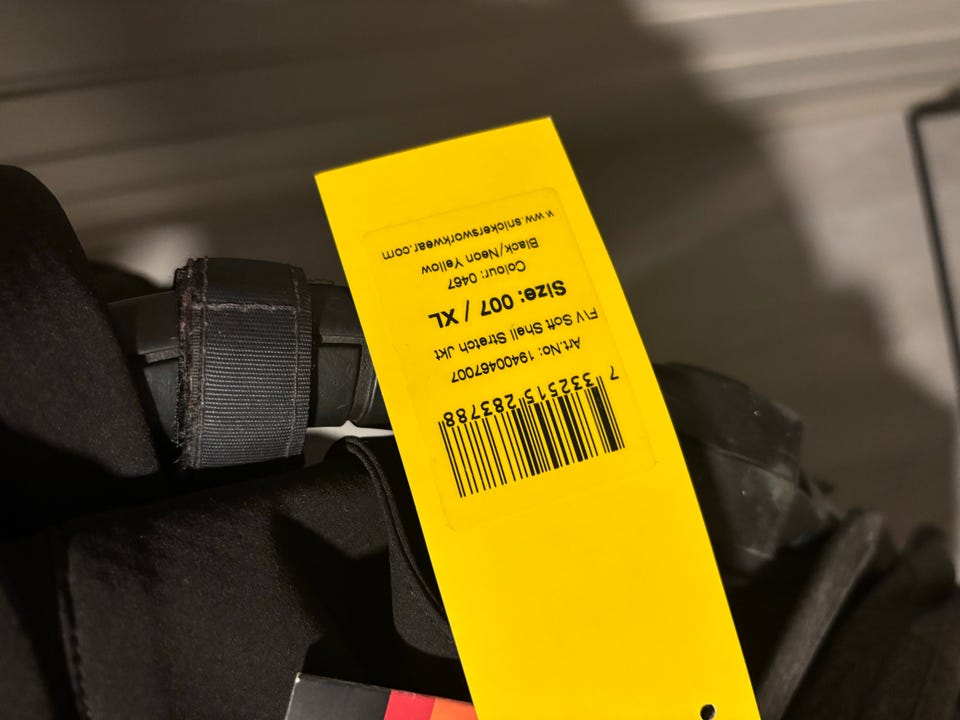 7 332515 283788
Art.No: 19400467007
FIV Soft Shell Stretch Jkt
Size: 007 / XL
Colour: 0467
Black/Neon Yellow
www.snickersworkwear.com